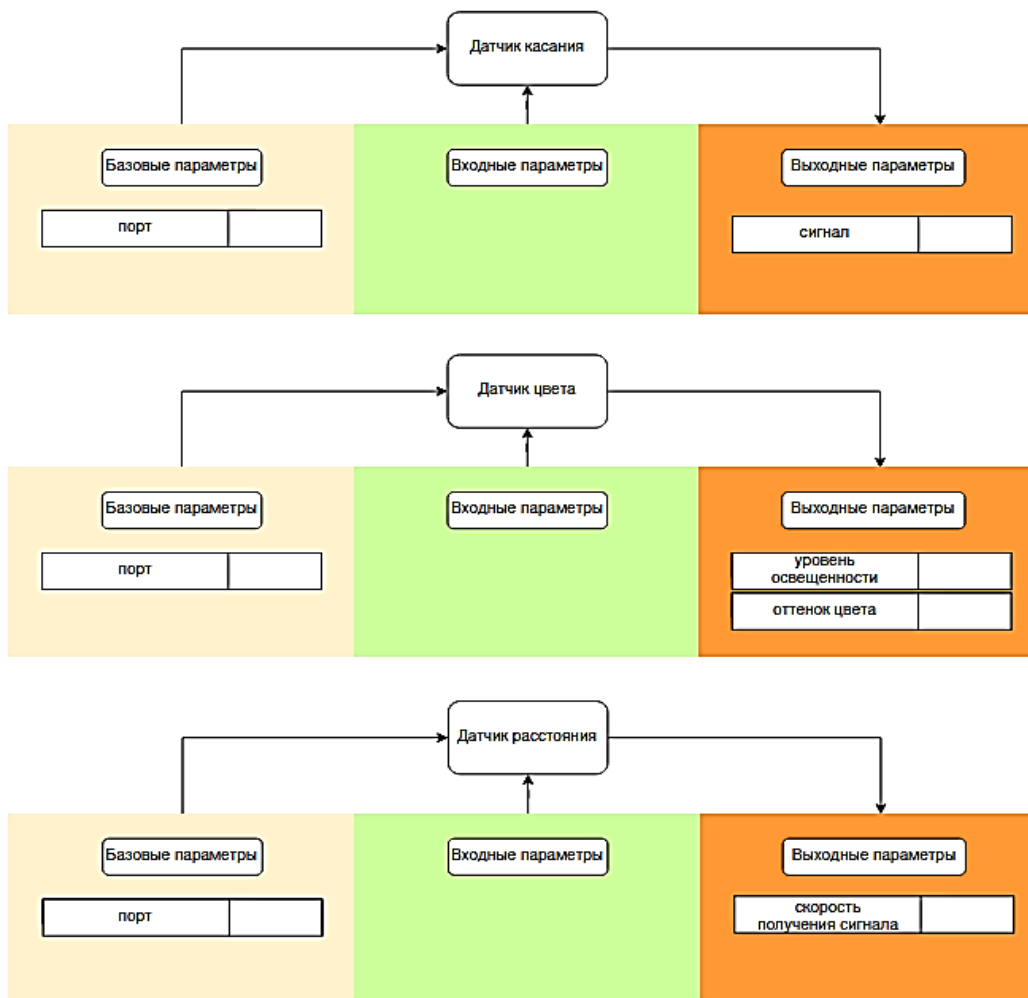 Датчик касания
Базовые параметры
Входные параметры
Выходные параметры
порт
сигнал
Датчик цвета
Базовые параметры
Входные параметры
Выходные параметры
порт
уровень
освещенности
оттенок цвета
Датчик расстояния
Базовые параметры
Входные параметры
Выходные параметры
порт
скорость
получения сигнала